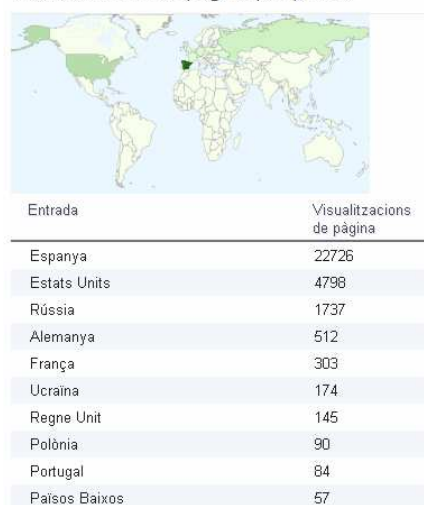 Entrada Visualitzacions
de pàgina
Espanya 22726
Estats Units 4798
Rússia 1737
Alemanya 512
França 303
Ucraïna 174
Regne Unit 145
Polònia 90
Portugal 84
Països Baixos 57